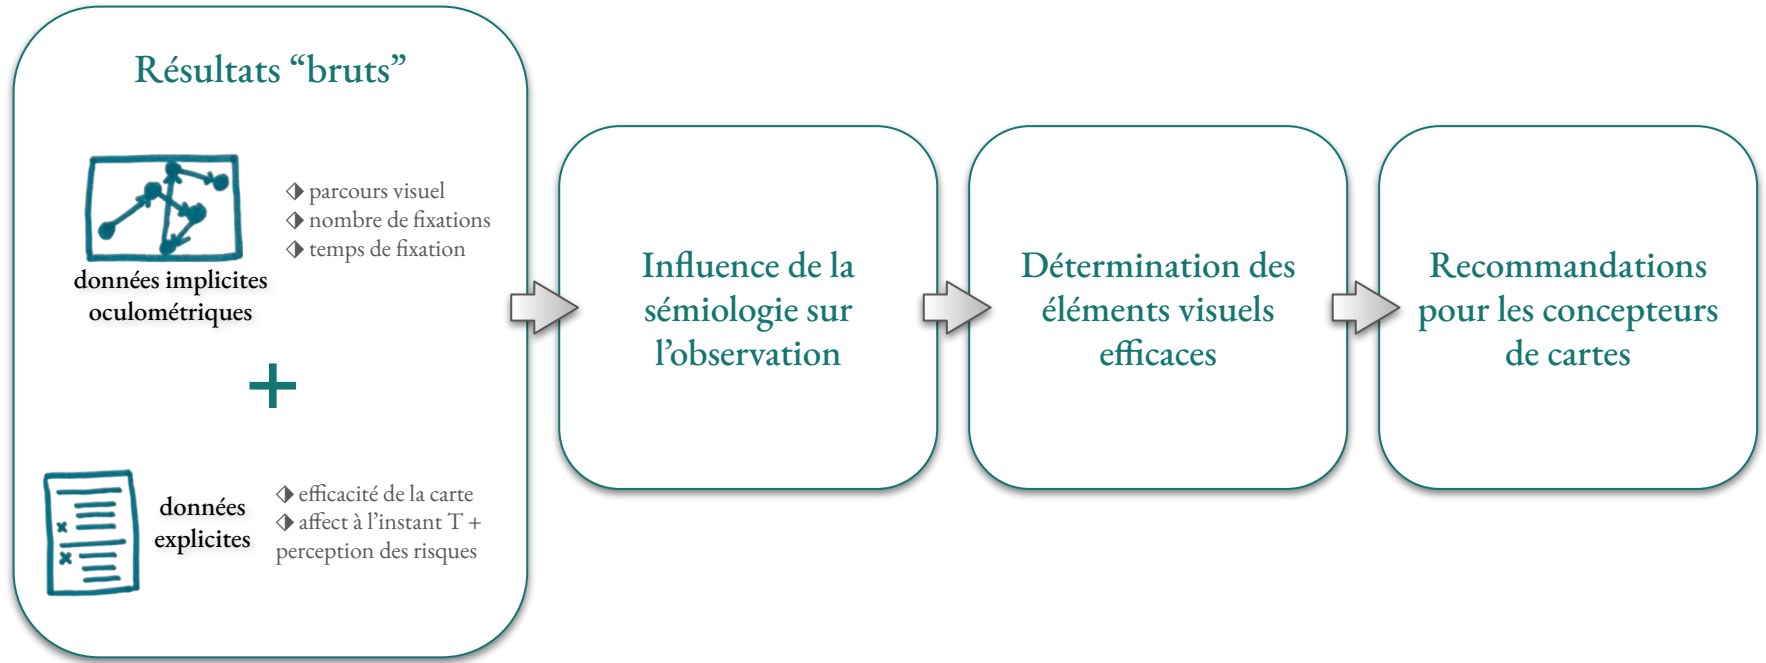 Résultats “bruts”
◈ parcours visuel
◈ nombre de fixations
◈ temps de fixation
données implicites
oculométriques
+
données
explicites
◈ efficacité de la carte
◈ affect à l’instant T +
perception des risques
Influence de la
sémiologie sur
l’observation
Détermination des
éléments visuels
efficaces
Recommandations
pour les concepteurs
de cartes